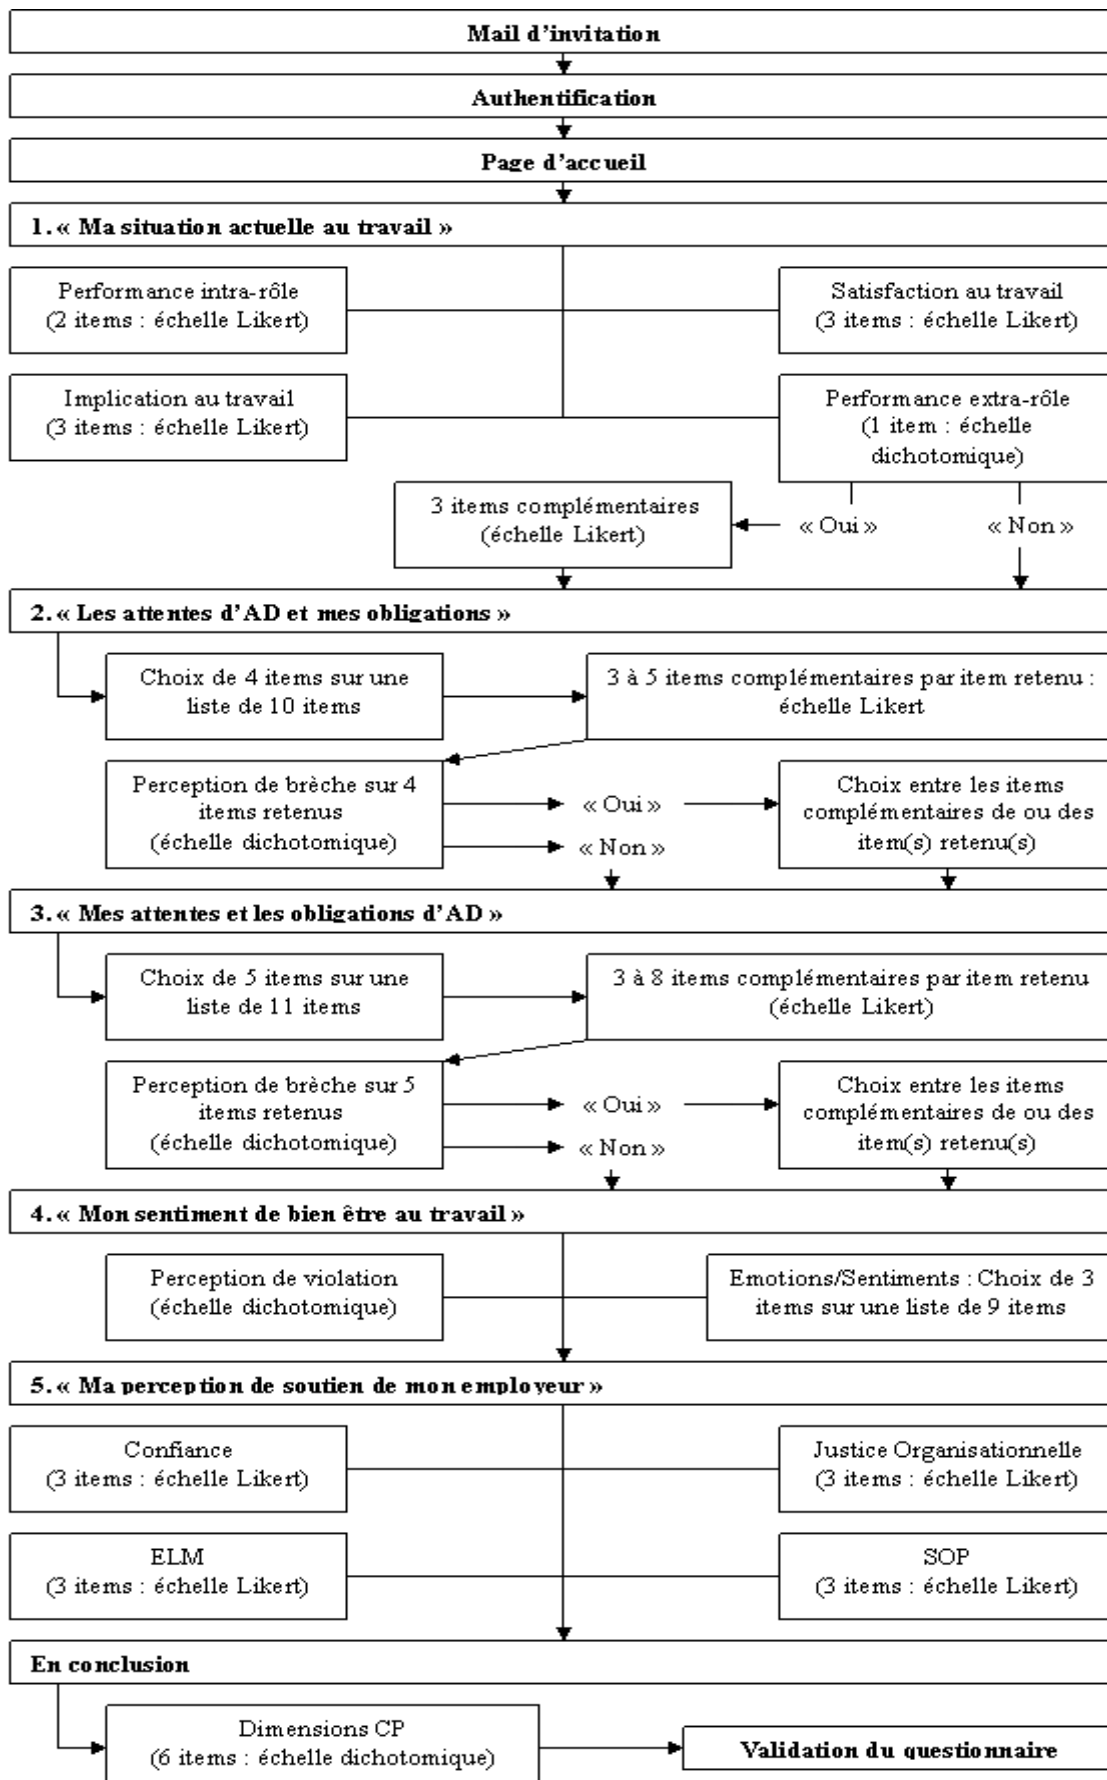 Mail d'invitation
Authentification
Page d'accueil
1. « Ma situation actuelle au travail »
Performance intra-rôle
(2 items : échelle Likert)
Satisfaction au travail
(3 items : échelle Likert)
Implication au travail
(3 items : échelle Likert)
Performance extra-rôle
(1 item : échelle
dichotomique)
3 items complémentaires
(échelle Likert)
« Oui »
« Non »
2. « Les attentes d'AD et mes obligations »
Choix de 4 items sur une
liste de 10 items
3 à 5 items complémentaires par item retenu :
échelle Likert
Perception de brèche sur 4
items retenus
(échelle dichotomique)
« Oui »
« Non »
Choix entre les items
complémentaires de ou des
item(s) retenu(s)
3. « Mes attentes et les obligations d'AD »
Choix de 5 items sur une
liste de 11 items
3 à 8 items complémentaires par item retenu
(échelle Likert)
Perception de brèche sur 5
items retenus
(échelle dichotomique)
« Oui »
« Non »
Choix entre les items
complémentaires de ou des
item(s) retenu(s)
4. « Mon sentiment de bien être au travail »
Perception de violation
(échelle dichotomique)
Emotions/Sentiments : Choix de 3
items sur une liste de 9 items
5. « Ma perception de soutien de mon employeur »
Confiance
(3 items : échelle Likert)
Justice Organisationnelle
(3 items : échelle Likert)
ELM
(3 items : échelle Likert)
SOP
(3 items : échelle Likert)
En conclusion
Dimensions CP
(6 items : échelle dichotomique)
Validation du questionnaire